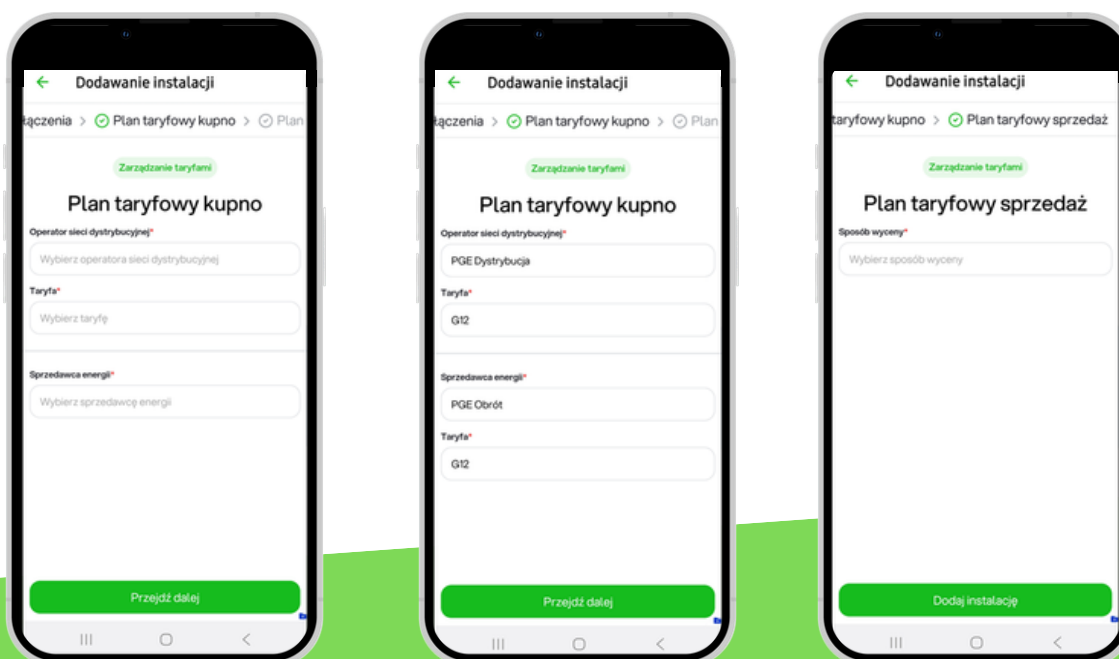 Dodawanie instalacji
łączenia > Plan taryfowy kupno > Plan
Zarządzanie taryfami
Plan taryfowy kupno
Operator sieci dystrybucyjnej*
Wybierz operatora sieci dystrybucyjnej
Taryfa*
Wybierz taryfę
Sprzedawca energii*
Wybierz sprzedawcę energii
Przejdź dalej
Dodawanie instalacji
łączenia > Plan taryfowy kupno > Plan
Zarządzanie taryfami
Plan taryfowy kupno
Operator sieci dystrybucyjnej*
PGE Dystrybucja
Taryfa*
G12
Sprzedawca energii*
PGE Obrót
Taryfa*
G12
Przejdź dalej
Dodawanie instalacji
taryfowy kupno > Plan taryfowy sprzedaż
Zarządzanie taryfami
Plan taryfowy sprzedaż
Sposób wyceny*
Wybierz sposób wyceny
Dodaj instalację